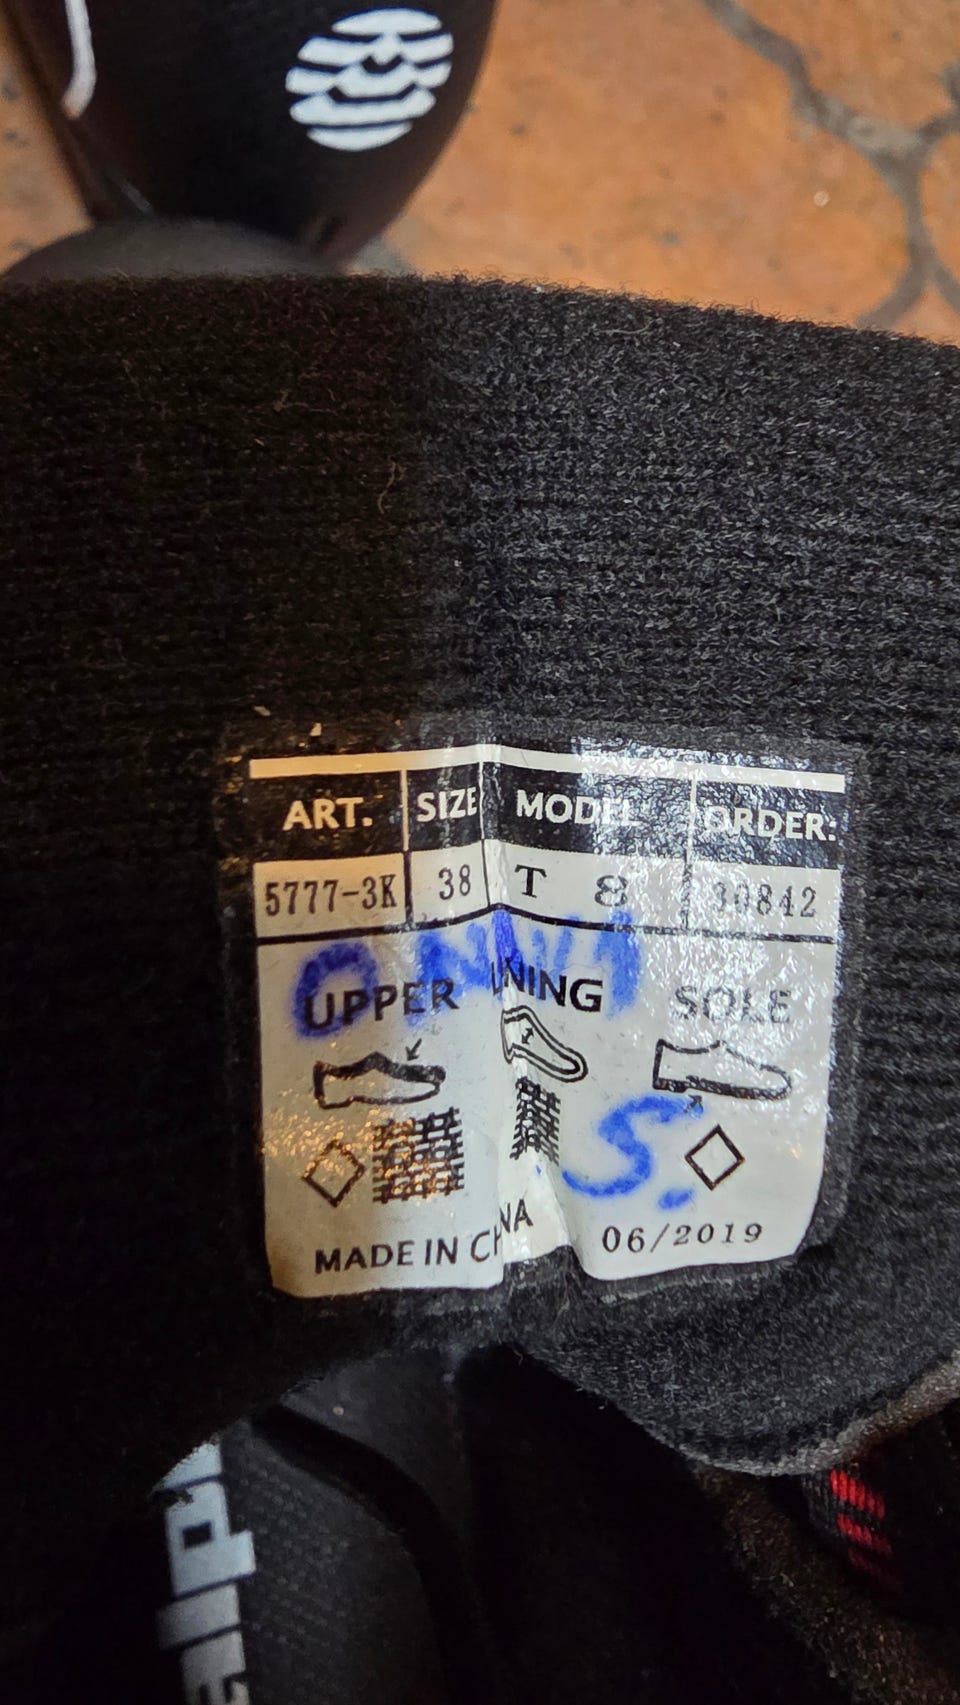 ART. SIZE MODEL ORDER:
5777-3K 38 T 8 30842
UPPER LINING SOLE
S.
MADE IN CHINA 06/2019